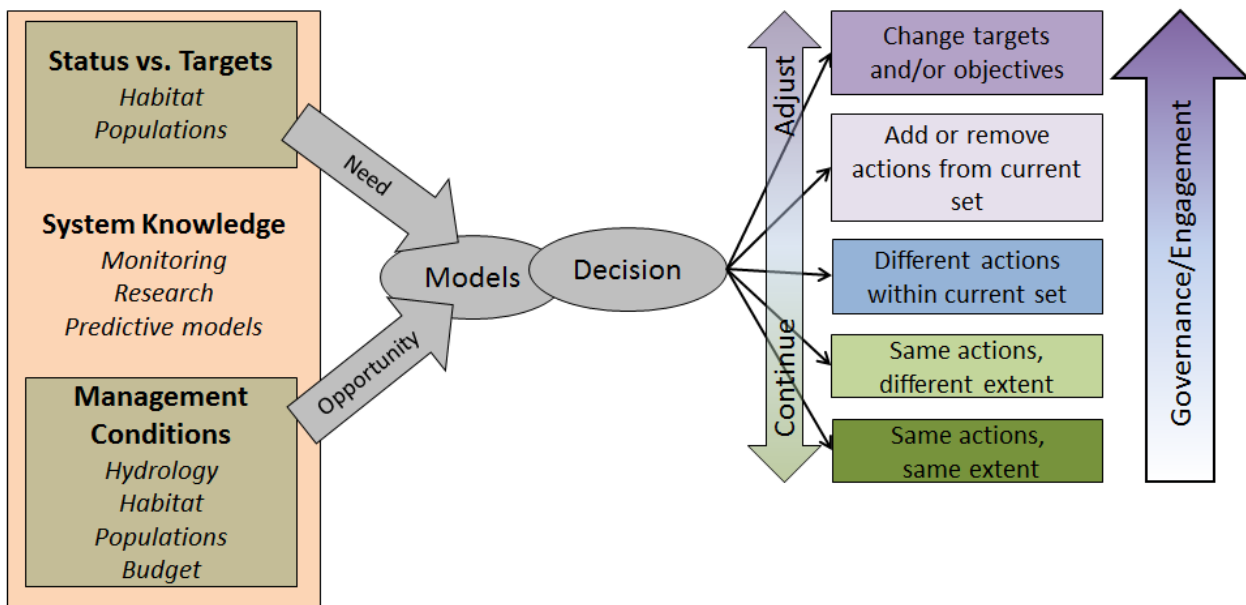 Status vs. Targets
Habitat
Populations
System Knowledge
Monitoring
Research
Predictive models
Management
Conditions
Hydrology
Habitat
Populations
Budget
Need
Opportunity
Models
Decision
Adjust
Continue
Change targets
and/or objectives
Add or remove
actions from current
set
Different actions
within current set
Same actions,
different extent
Same actions,
same extent
Governance/Engagement